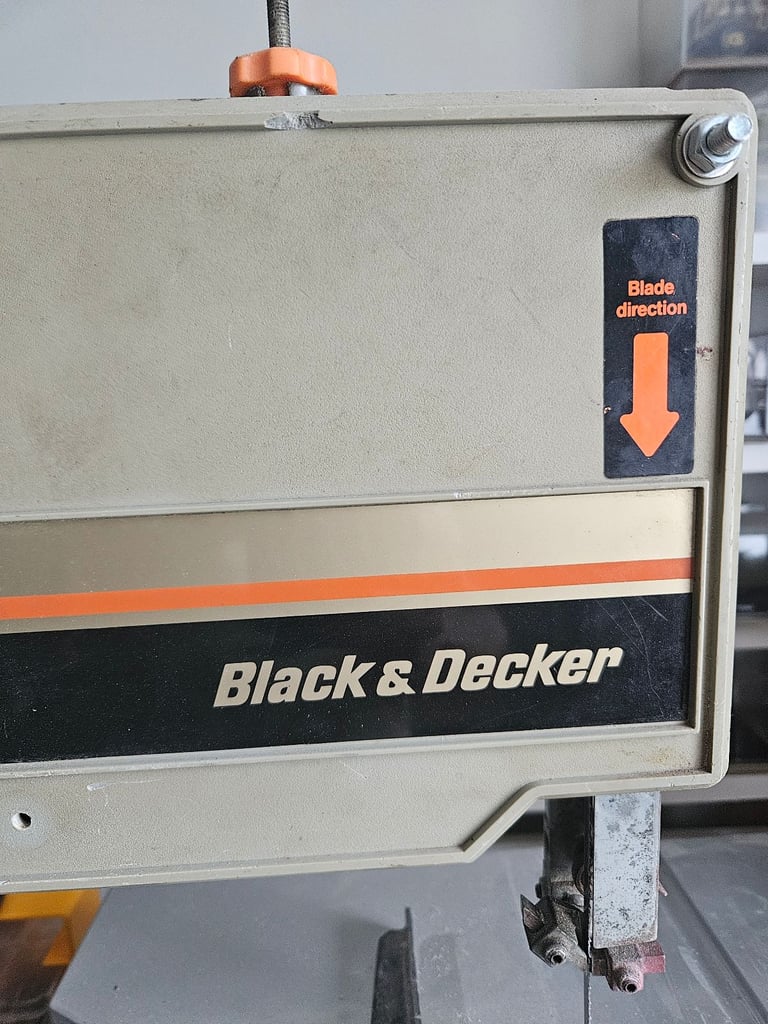 Blade
direction
Black & Decker